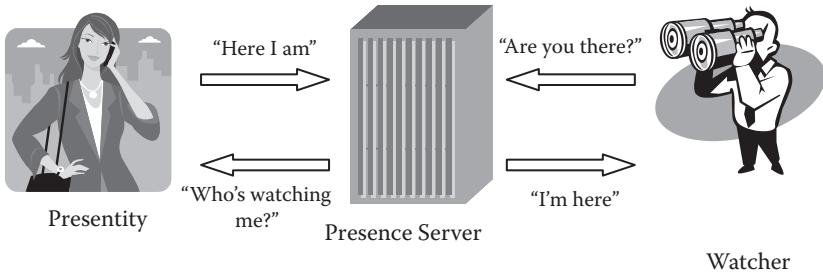 “Here I am”
“Are you there?”
“Who’s watching
me?”
“I’m here”
Presentity
Presence Server
Watcher